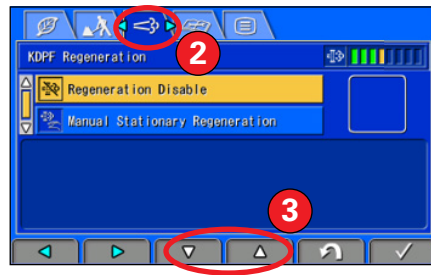 2
KDPF Regeneration
Regeneration Disable
Manual Stationary Regeneration
3